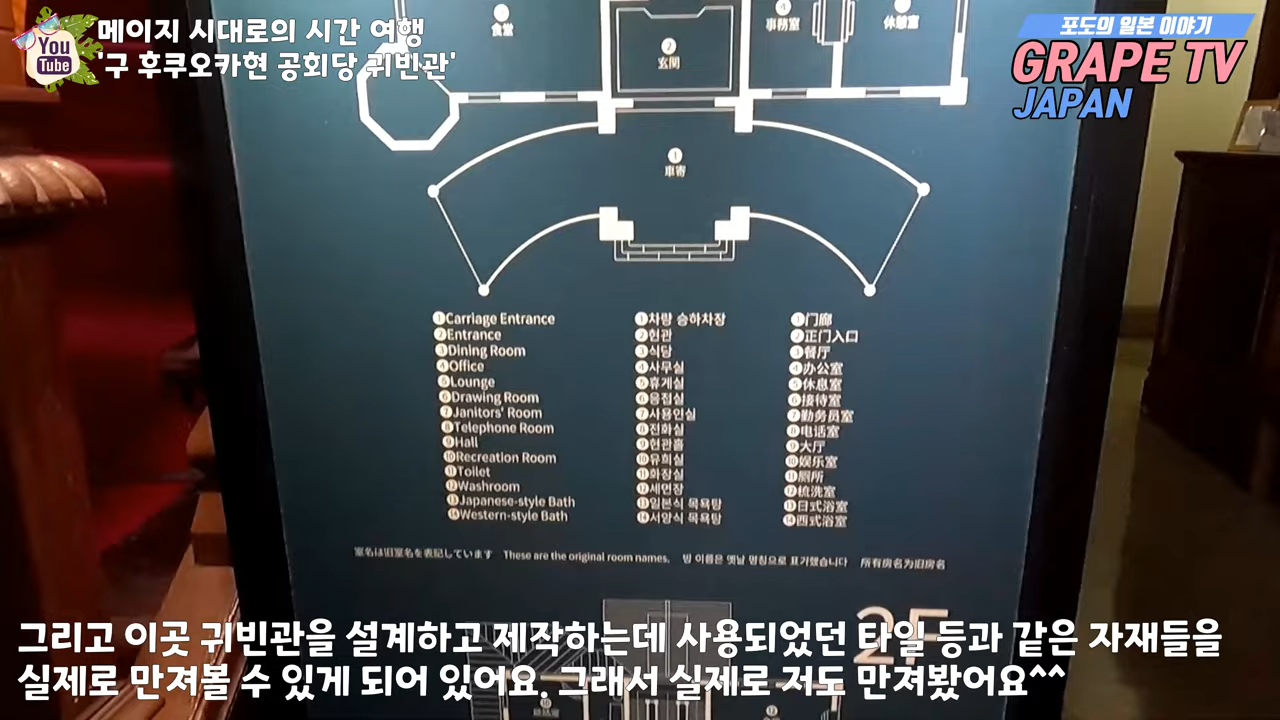 메이지 시대로의 시간 여행
'구 후쿠오카현 공회당 귀빈관'
You
Tube
포도의 일본 이야기
GRAPE TV
JAPAN
食堂
②
玄関
④
事務室
休憩室
①
車寄
①Carriage Entrance
②Entrance
③Dining Room
④Office
⑤Lounge
⑥Drawing Room
⑦Janitors' Room
⑧Telephone Room
⑨Hall
⑩Recreation Room
⑪Toilet
⑫Washroom
⑬Japanese-style Bath
⑭Western-style Bath
①차량 승하차장
②현관
③식당
④사무실
⑤휴게실
⑥응접실
⑦사용인실
⑧전화실
⑨현관홀
⑩유희실
⑪화장실
⑫세면장
⑬일본식 목욕탕
⑭서양식 목욕탕
①门廊
②正门入口
③餐厅
④办公室
⑤休息室
⑥接待室
⑦勤务员室
⑧电话室
⑨大厅
⑩娱乐室
⑪厕所
⑫梳洗室
⑬日式浴室
⑭西式浴室
室名は旧室名を表記しています These are the original room names. 방 이름은 옛날 명칭으로 표기했습니다 所有房名为旧房名
2F
그리고 이곳 귀빈관을 설계하고 제작하는데 사용되었던 타일 등과 같은 자재들을
실제로 만져볼 수 있게 되어 있어요. 그래서 실제로 저도 만져봤어요^^